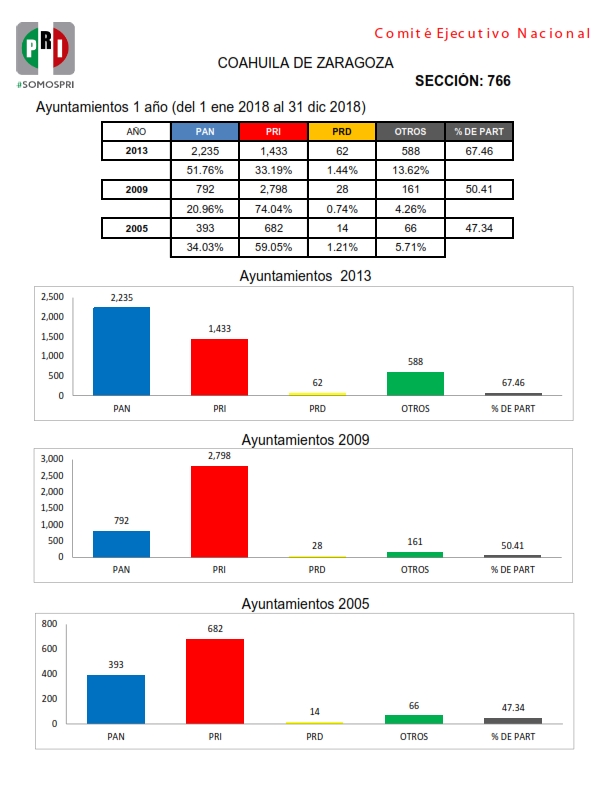 PRI
#SOMOSPRI
Comité Ejecutivo Nacional
COAHUILA DE ZARAGOZA
SECCIÓN: 766
Ayuntamientos 1 año (del 1 ene 2018 al 31 dic 2018)
AÑO PAN PRI PRD OTROS % DE PART
2013 2,235 1,433 62 588 67.46
51.76% 33.19% 1.44% 13.62%
2009 792 2,798 28 161 50.41
20.96% 74.04% 0.74% 4.26%
2005 393 682 14 66 47.34
34.03% 59.05% 1.21% 5.71%
Ayuntamientos 2013
2,500
2,000
1,500
1,000
500
0
2,235 1,433 62 588 67.46
PAN PRI PRD OTROS % DE PART
Ayuntamientos 2009
3,000
2,500
2,000
1,500
1,000
500
0
792 2,798 28 161 50.41
PAN PRI PRD OTROS % DE PART
Ayuntamientos 2005
800
600
400
200
0
393 682 14 66 47.34
PAN PRI PRD OTROS % DE PART